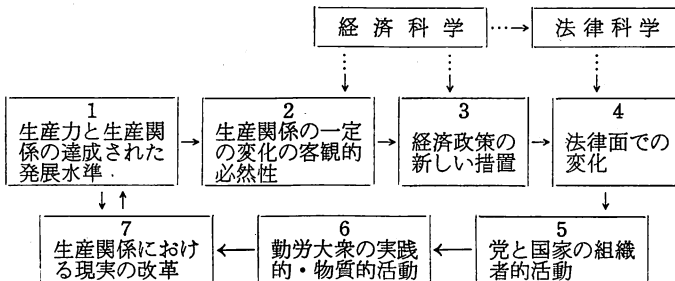 経済科学
法律科学
1
生産力と生産関
係の達成された
発展水準
2
生産関係の一定
の変化の客観的
必然性
3
経済政策の
新しい措置
4
法律面での
変化
7
生産関係におけ
る現実の改革
6
勤労大衆の実践
的・物質的活動
5
党と国家の組織
者的活動